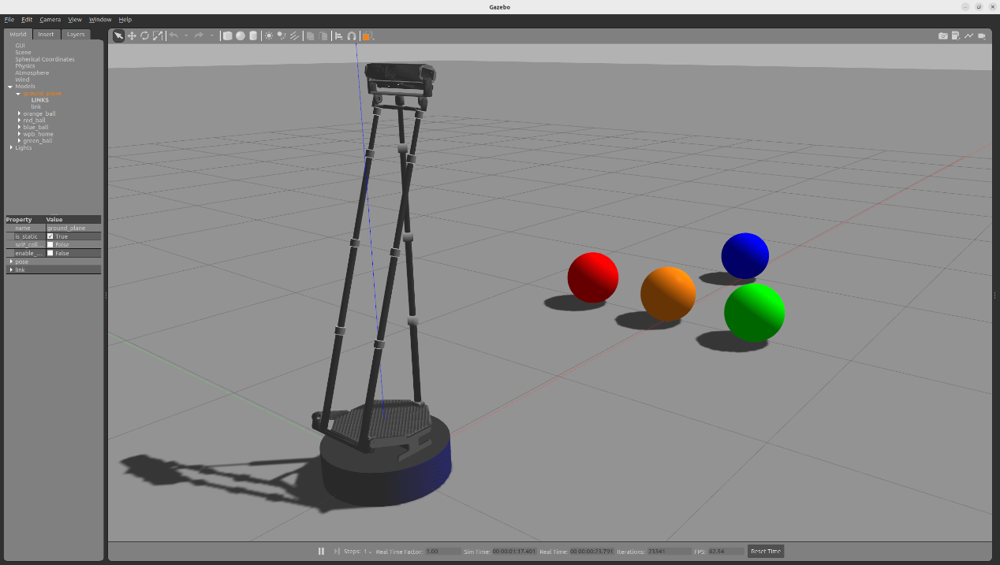 Gazebo
File Edit Camera View Window Help
World Insert Layers
GUI
Scene
Spherical Coordinates
Physics
Atmosphere
Wind
Models
ground_plane
LINKS
link
orange_ball
red_ball
blue_ball
wpb_home
green_ball
Lights
Property Value
name ground_plane
is_static True
self_coll... False
enable_... False
pose
link
Steps: 1 Real Time Factor: 1.00 Sim Time: 00 00:01:17.401 Real Time: 00 00:00:23.791 Iterations: 23341 FPS: 62.54 Reset Time